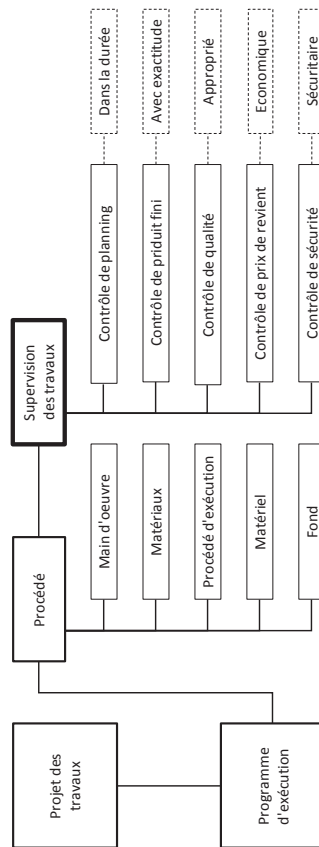 Projet des
travaux
Programme
d'exécution
Procédé
Main d'oeuvre
Matériaux
Procédé d'exécution
Matériel
Fond
Supervision
des travaux
Contrôle de planning
Contrôle de priduit fini
Contrôle de qualité
Contrôle de prix de revient
Contrôle de sécurité
Dans la durée
Avec exactitude
Approprié
Economique
Sécuritaire